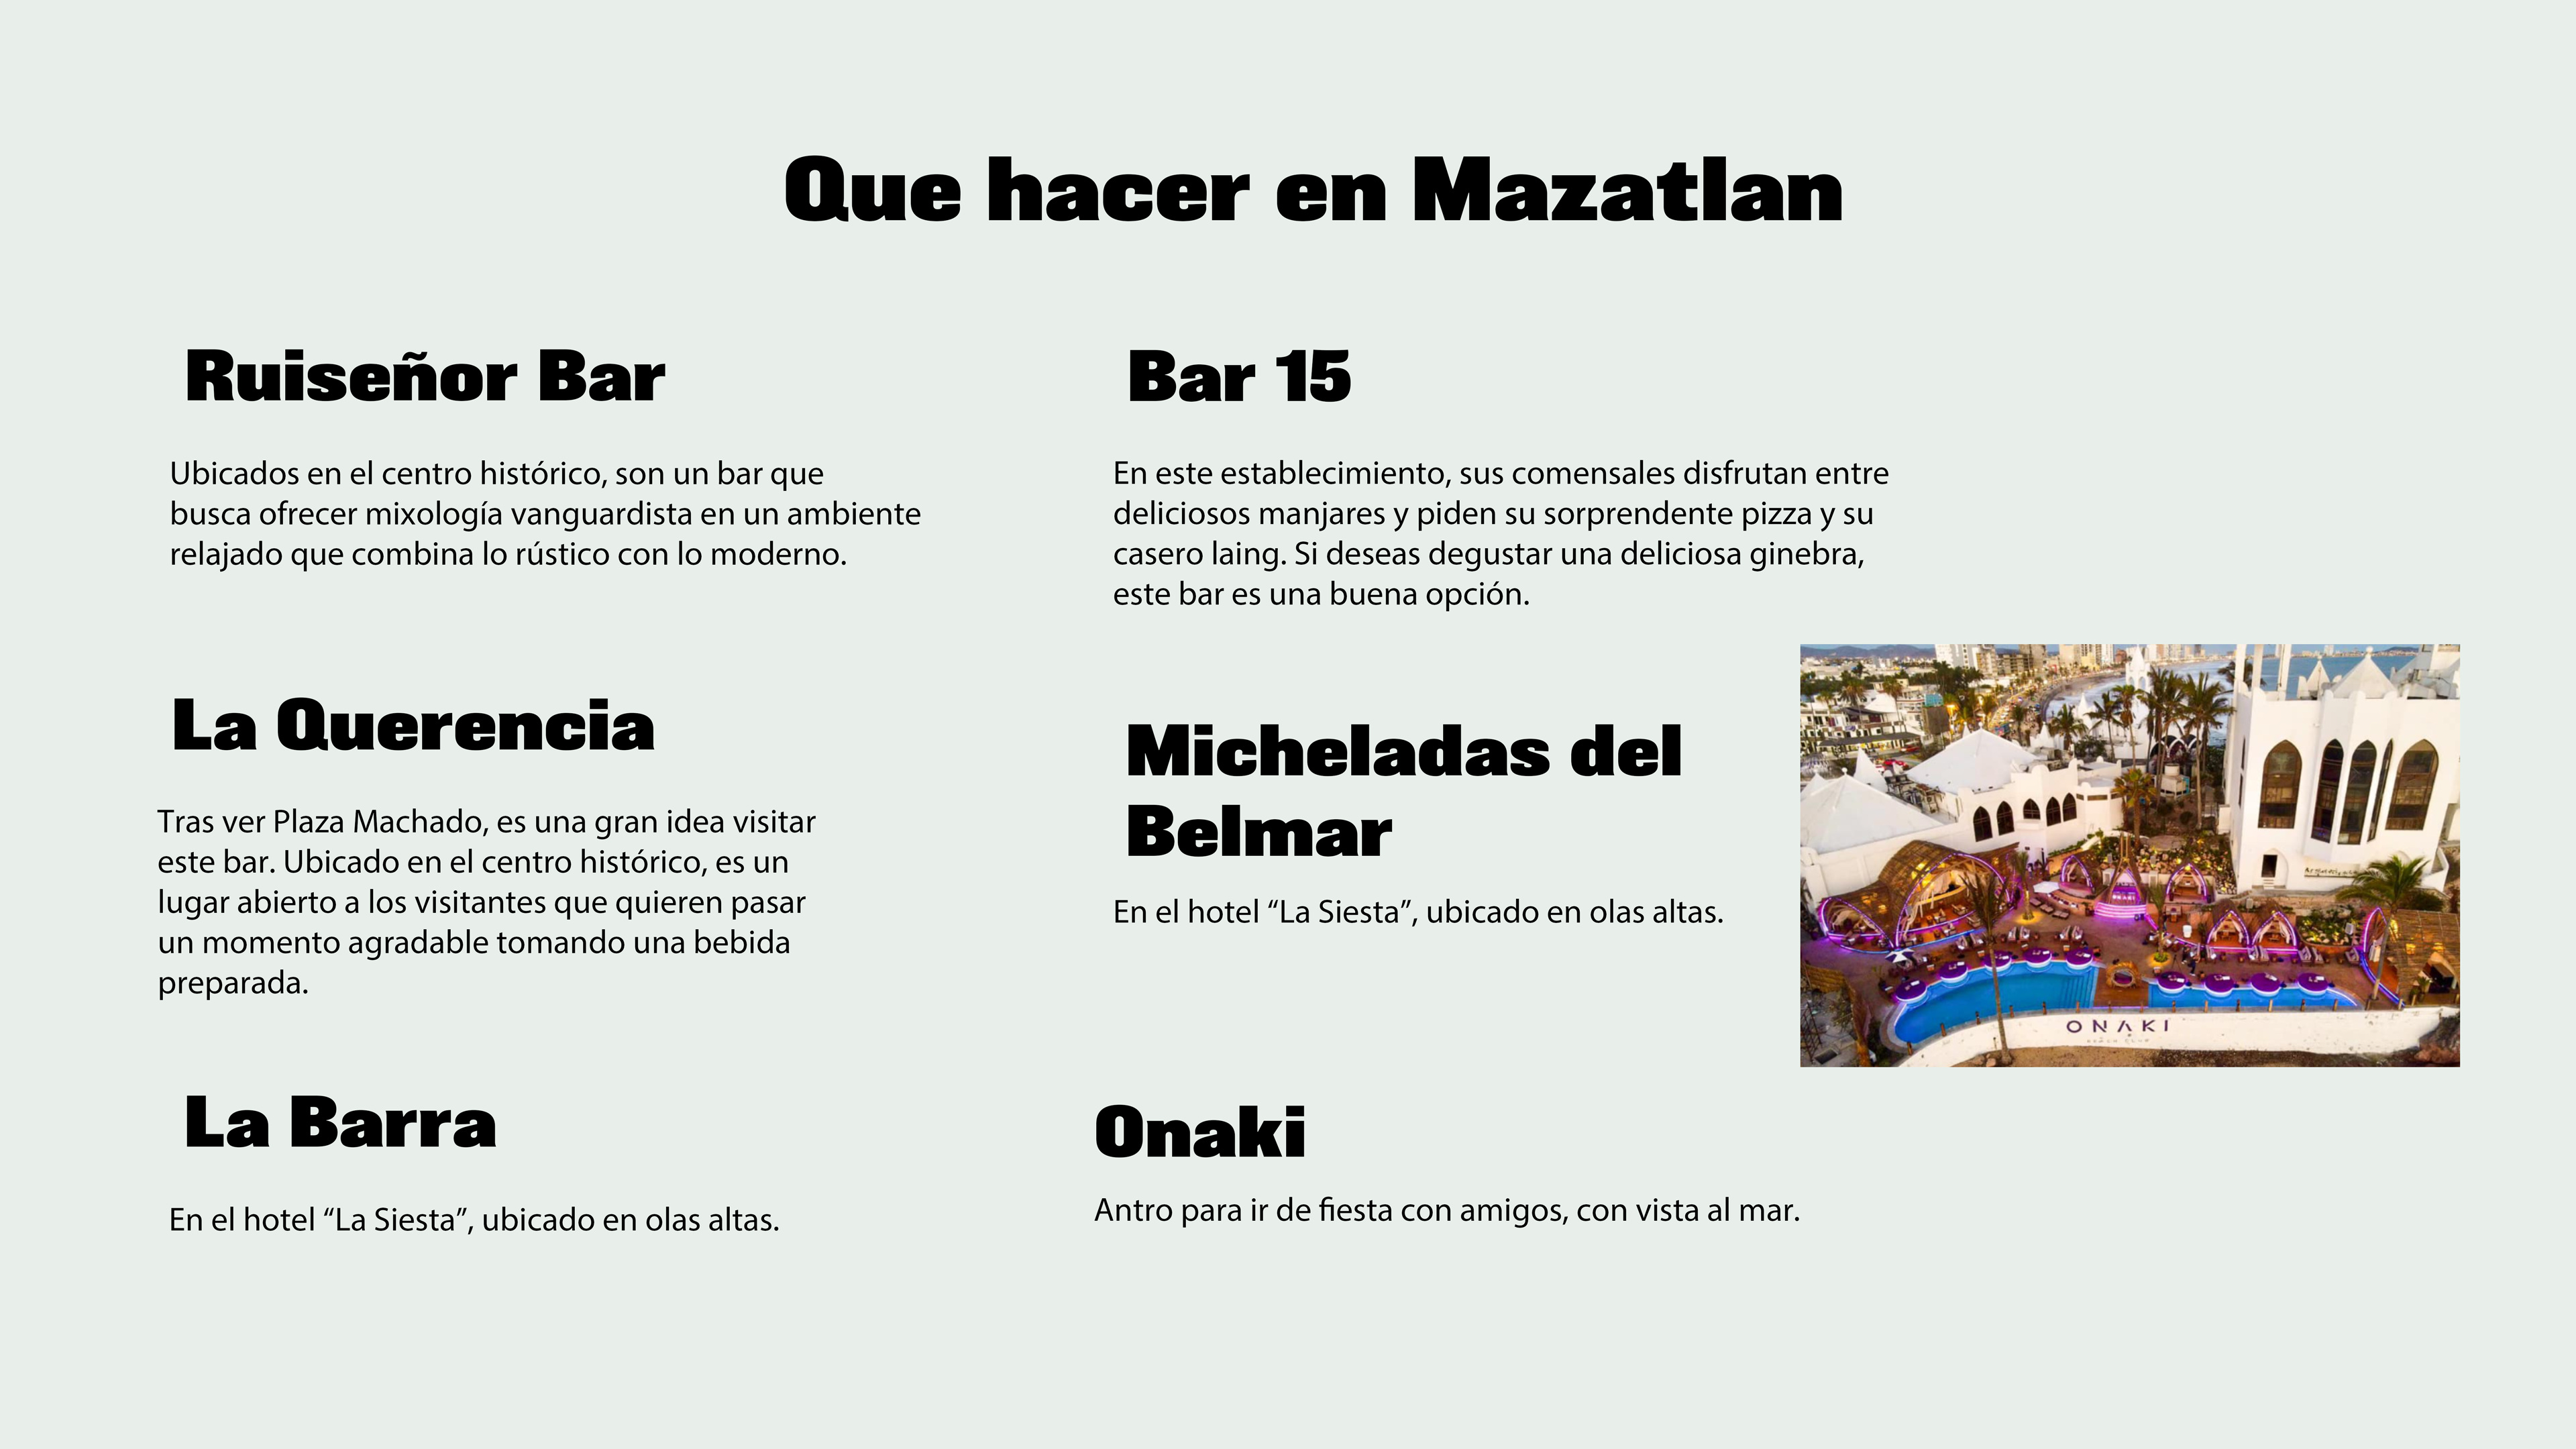 Que hacer en Mazatlan
Ruiseñor Bar
Ubicados en el centro histórico, son un bar que
busca ofrecer mixología vanguardista en un ambiente
relajado que combina lo rústico con lo moderno.
La Querencia
Tras ver Plaza Machado, es una gran idea visitar
este bar. Ubicado en el centro histórico, es un
lugar abierto a los visitantes que quieren pasar
un momento agradable tomando una bebida
preparada.
La Barra
En el hotel “La Siesta”, ubicado en olas altas.
Bar 15
En este establecimiento, sus comensales disfrutan entre
deliciosos manjares y piden su sorprendente pizza y su
casero laing. Si deseas degustar una deliciosa ginebra,
este bar es una buena opción.
Micheladas del
Belmar
En el hotel “La Siesta”, ubicado en olas altas.
ONAKI
Onaki
Antro para ir de fiesta con amigos, con vista al mar.